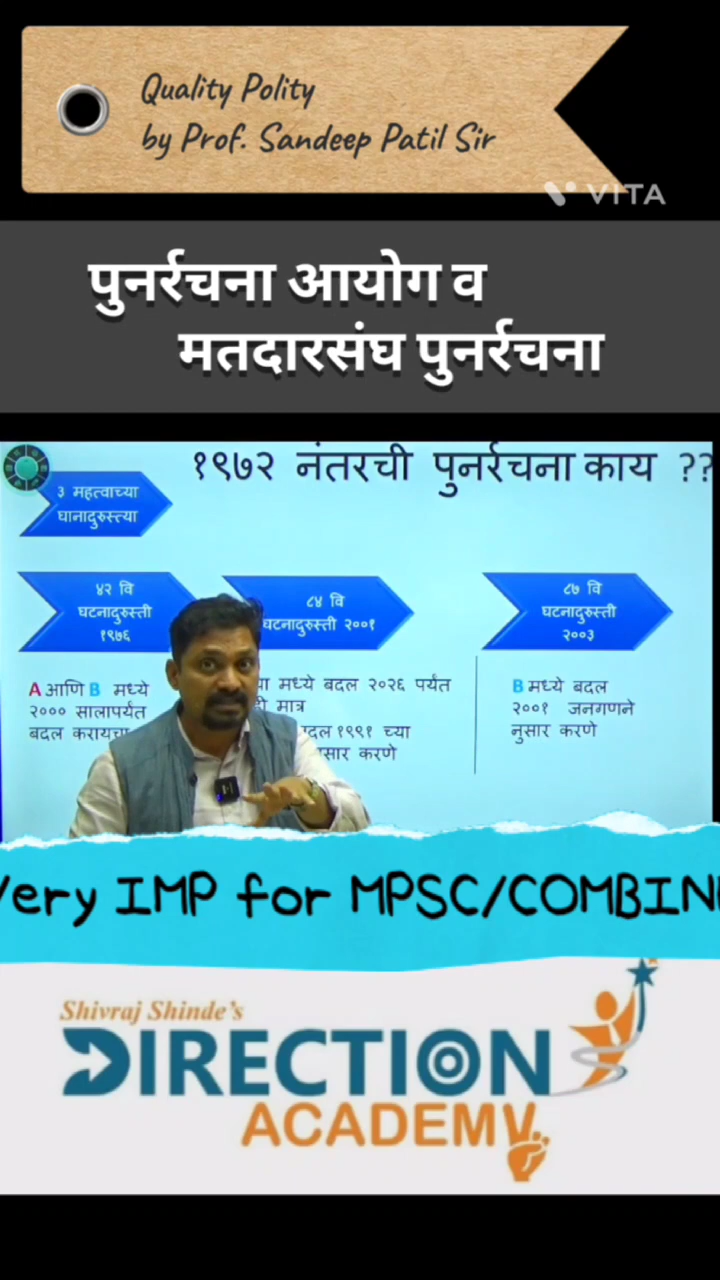 Quality Polity
by Prof. Sandeep Patil Sir
VITA
पुनर्रचना आयोग व
मतदारसंघ पुनर्रचना
१९७२ नंतरची पुनर्रचना काय ??
३ महत्वाच्या
घानादुरुस्त्या
४२ वि
घटनादुरुस्ती
१९७६
८४ वि
घटनादुरुस्ती २००१
८७ वि
घटनादुरुस्ती
२००३
A आणि B मध्ये
२००० सालापर्यंत
बदल करायचा
मध्ये बदल २०२६ पर्यंत
मात्र
१९९१ च्या
करणे
B मध्ये बदल
२००१ जनगणने
नुसार करणे
Very IMP for MPSC/COMBIN
Shivraj Shinde's
DIRECTION
ACADEMY